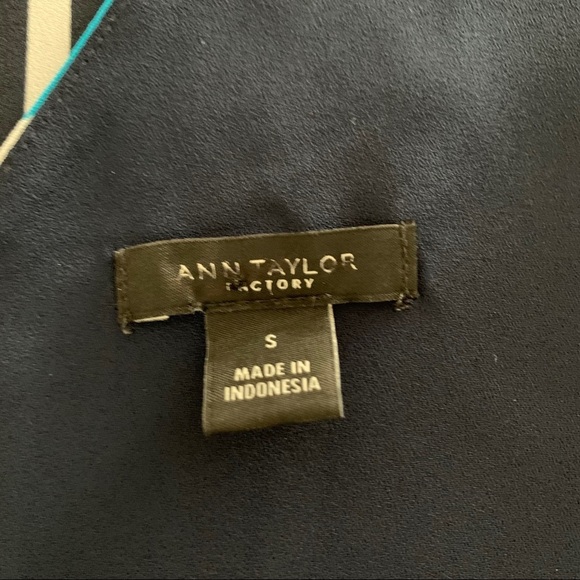 ANN TAYLOR
FACTORY
S
MADE IN
INDONESIA